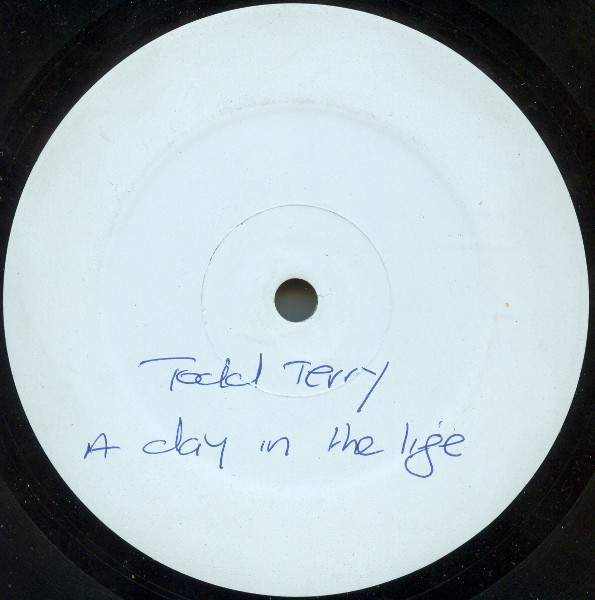 Todd Terry
A day in the life